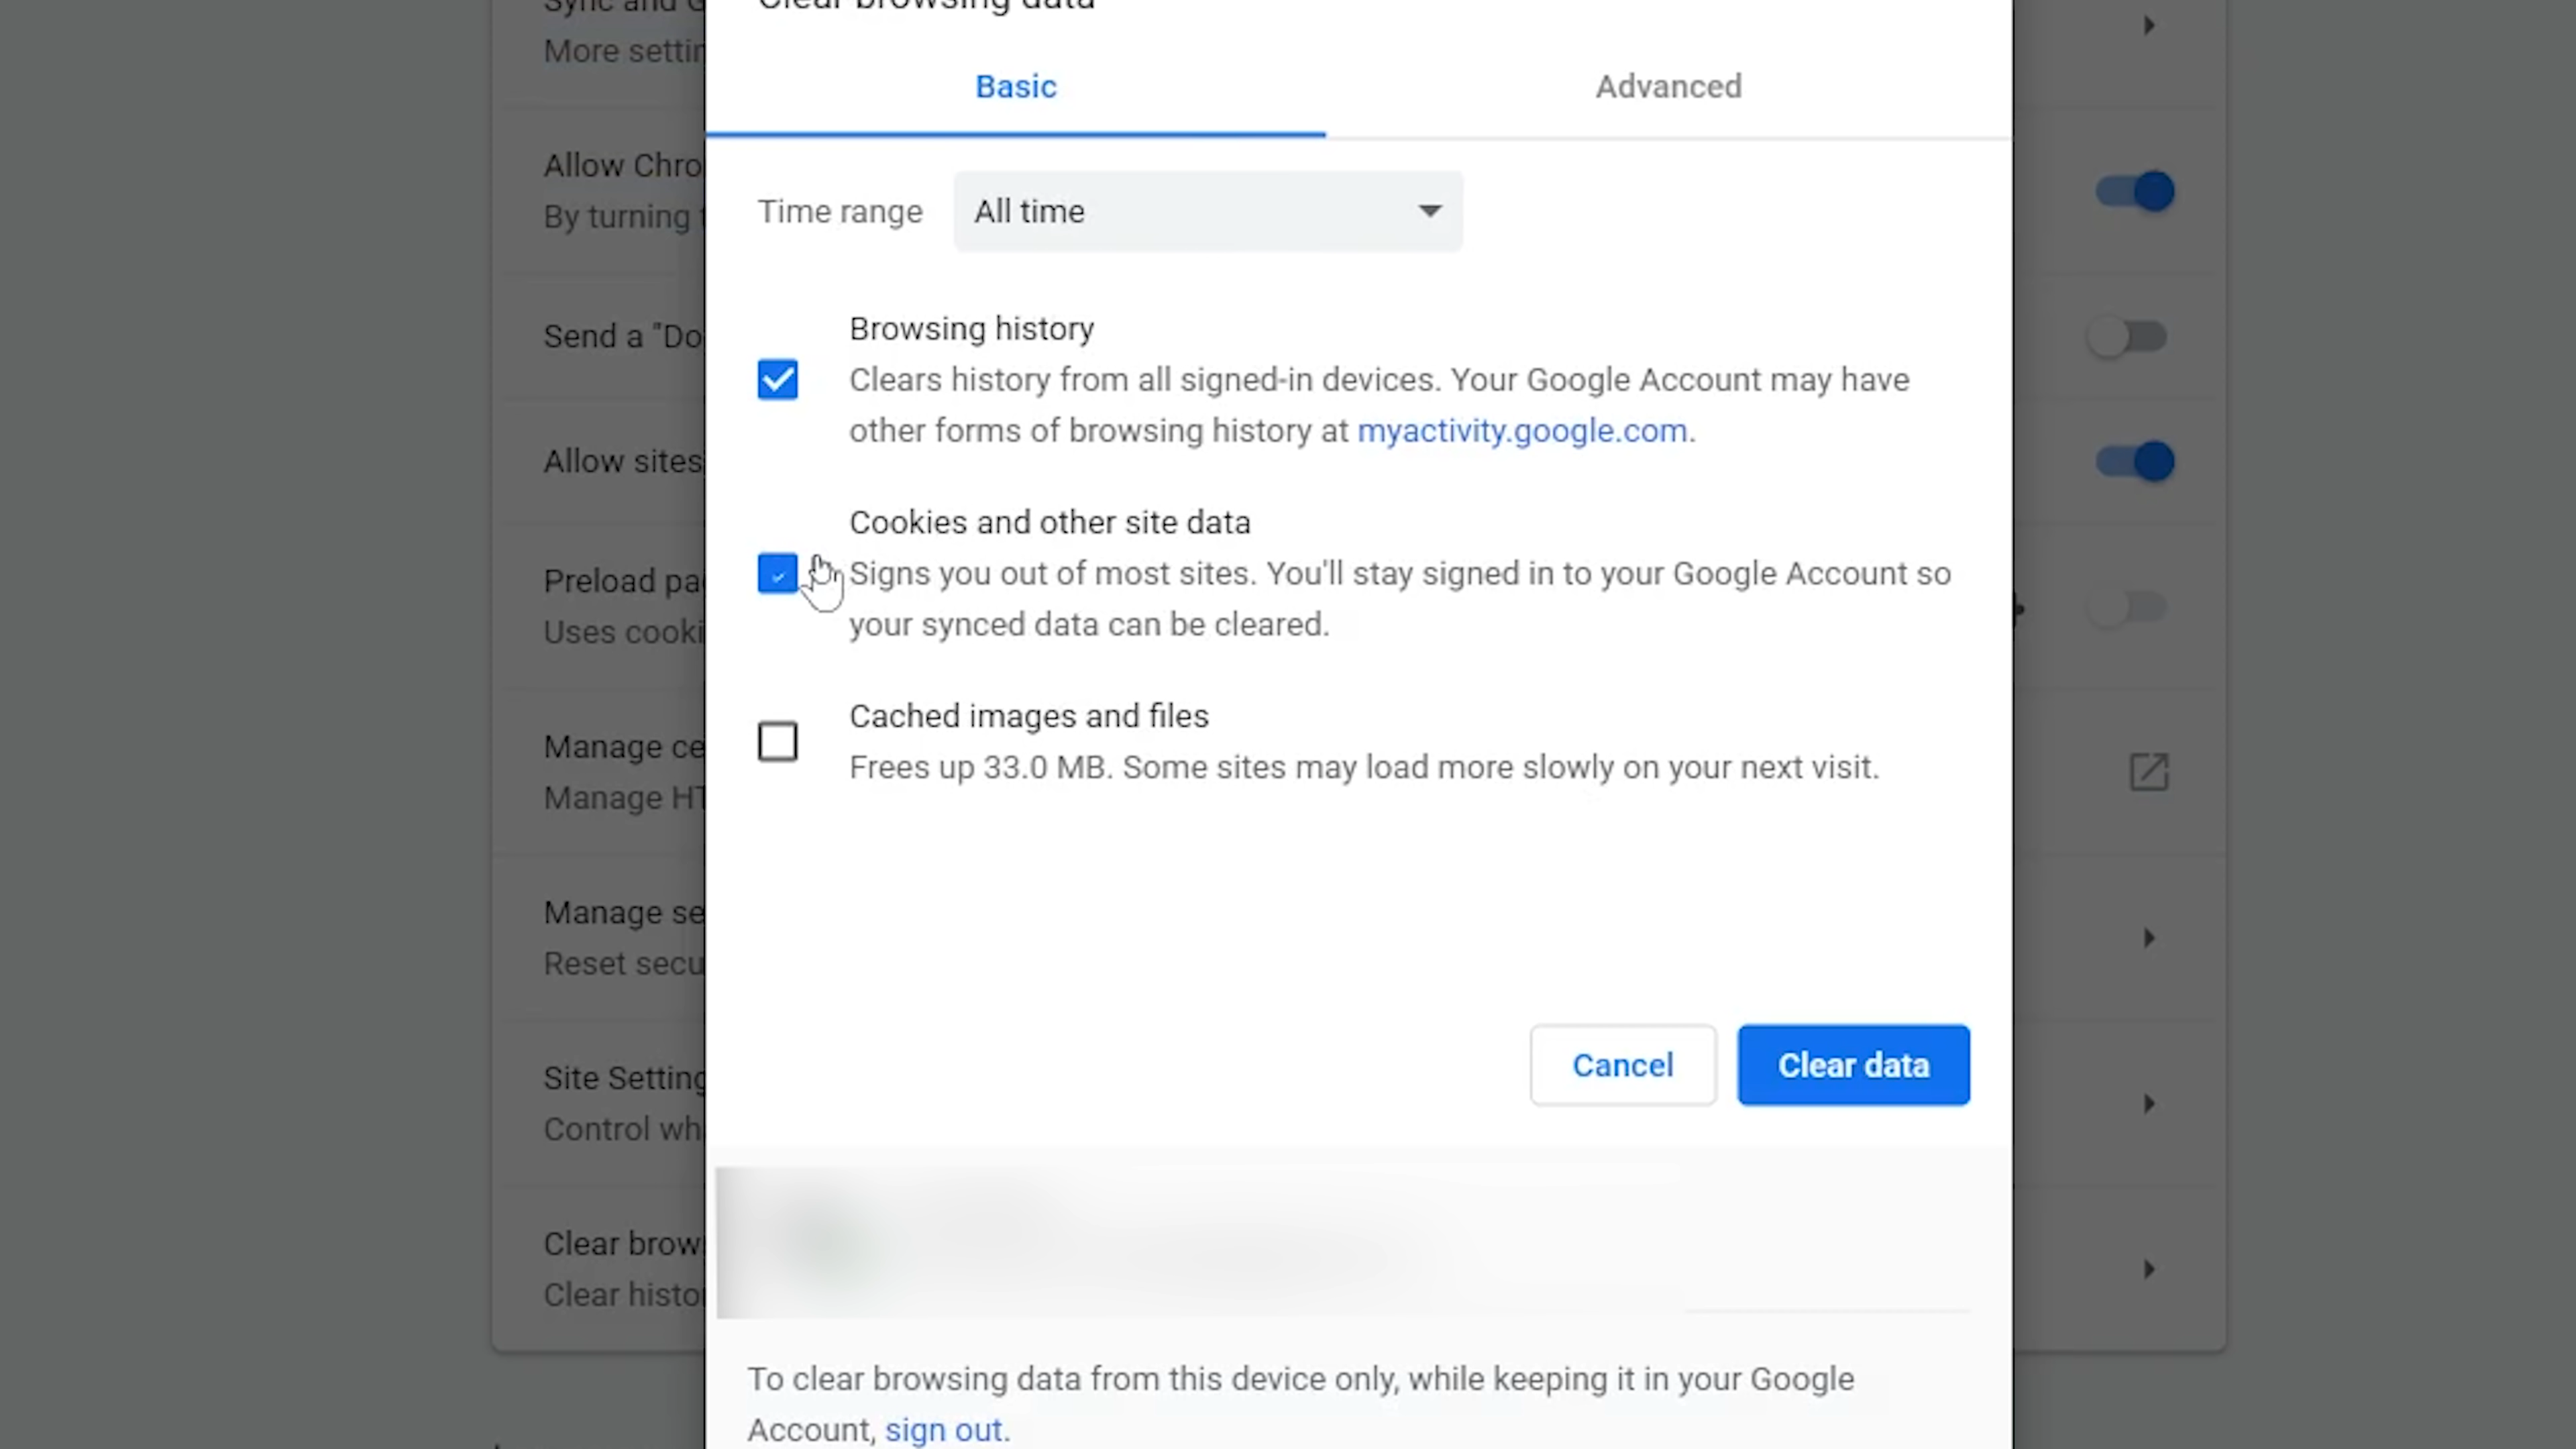 Sync and G
More settin
Allow Chro
By turning
Send a "Do
Allow sites
Preload pa
Uses cooki
Manage ce
Manage HT
Manage se
Reset secu
Site Setting
Control wh
Clear brow
Clear histo
Clear browsing data
Basic
Advanced
Time range
All time
Browsing history
Clears history from all signed-in devices. Your Google Account may have
other forms of browsing history at myactivity.google.com.
Cookies and other site data
Signs you out of most sites. You'll stay signed in to your Google Account so
your synced data can be cleared.
Cached images and files
Frees up 33.0 MB. Some sites may load more slowly on your next visit.
Cancel
Clear data
To clear browsing data from this device only, while keeping it in your Google
Account, sign out.